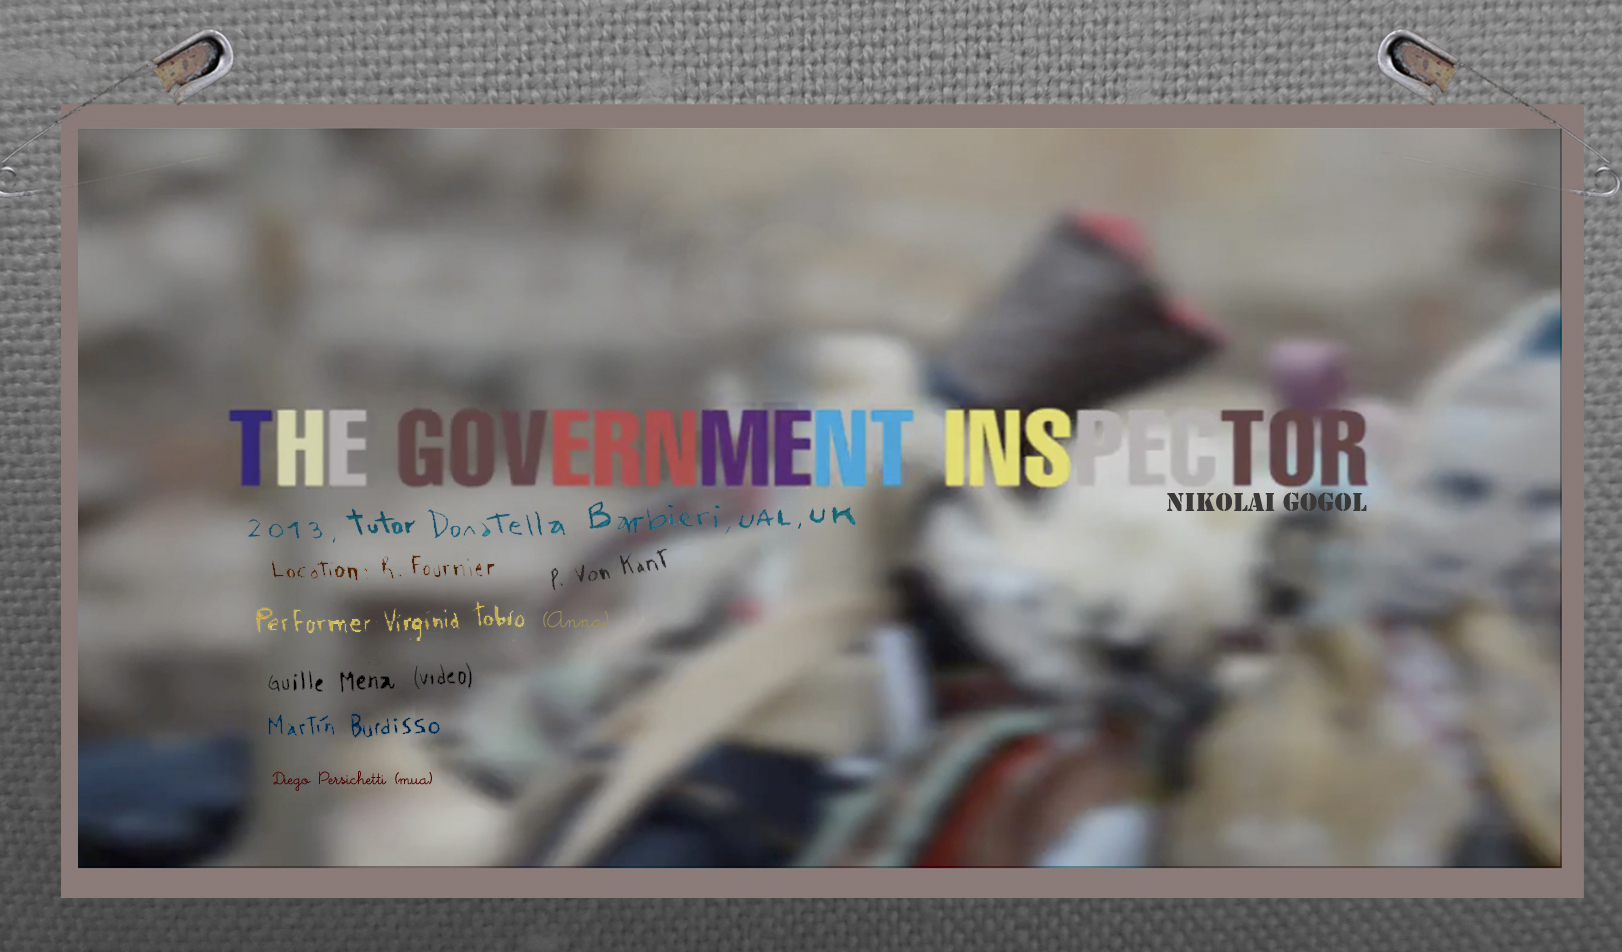 THE GOVERNMENT INSPECTOR
NIKOLAI GOGOL
2013, Tutor Donatella Barbieri, UAL, UK
Location: R. Fournier P. Von Kant
Performer Virginia Tobío (Anna)
Guille Mena (video)
Martín Burdisso
Diego Persichetti (mua)